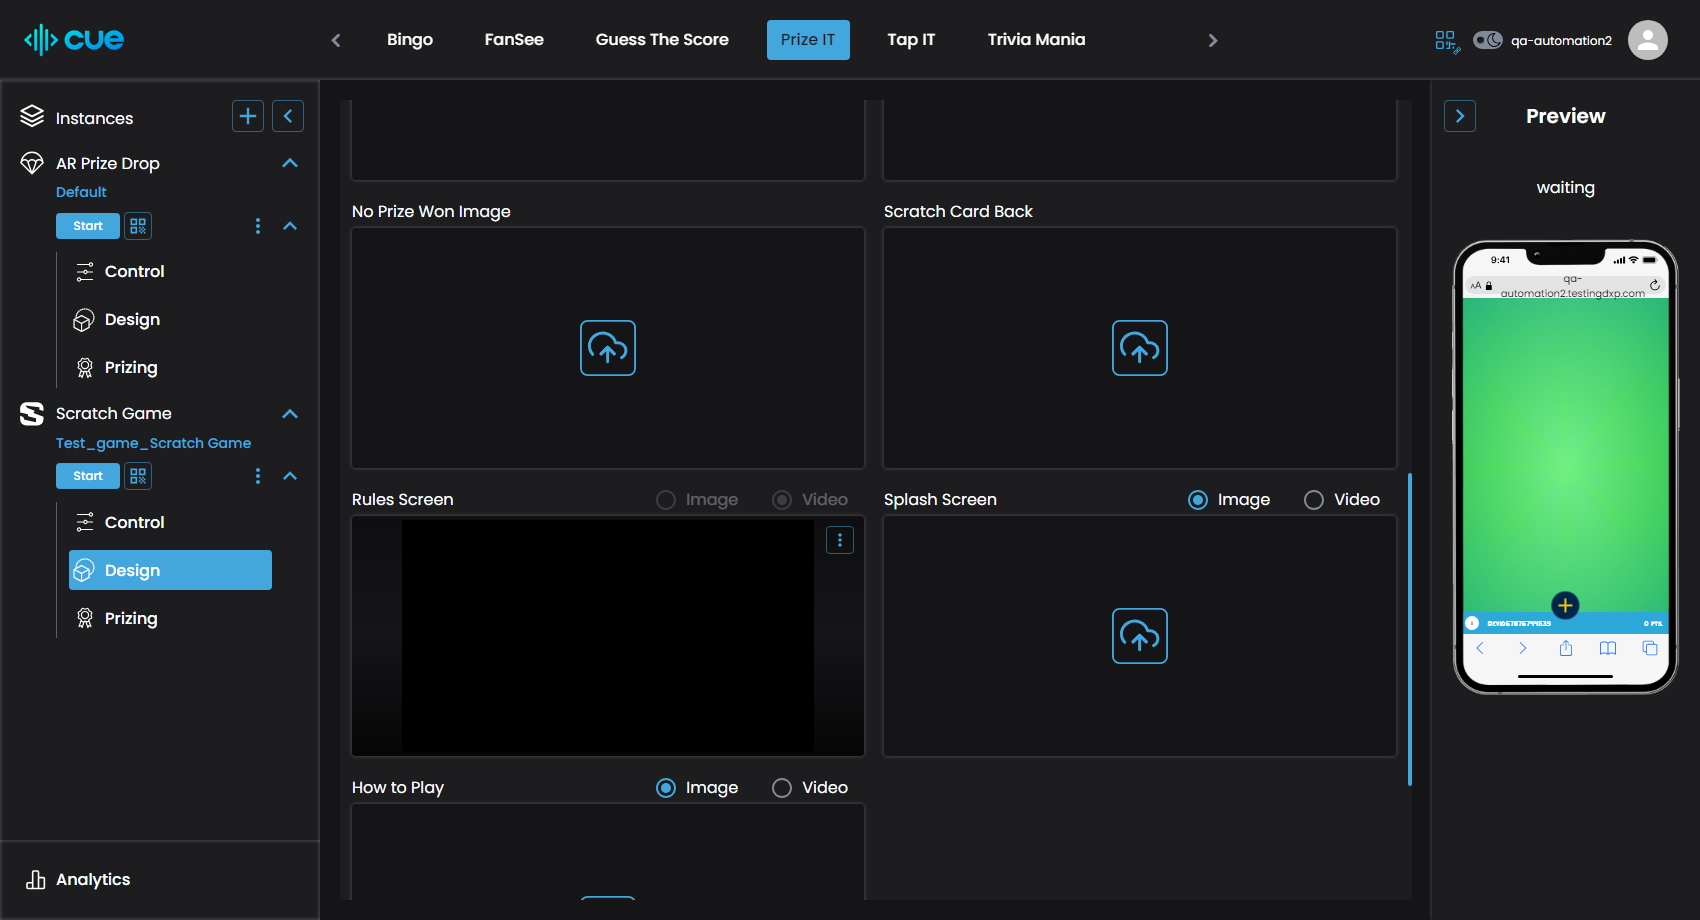 cue
Bingo
FanSee
Guess The Score
Prize IT
Tap IT
Trivia Mania
qa-automation2
Instances
AR Prize Drop
Default
Start
Control
Design
Prizing
Scratch Game
Test_game_Scratch Game
Start
Control
Design
Prizing
Analytics
No Prize Won Image
Scratch Card Back
Rules Screen
Image
Video
Splash Screen
Image
Video
How to Play
Image
Video
Preview
waiting
9:41
AA
qa-
automation2.testingdxp.com
0 PTS.